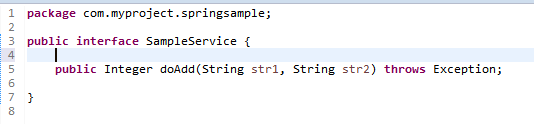 1 package com.myproject.springsample;
2
3 public interface SampleService {
4
5     public Integer doAdd(String str1, String str2) throws Exception;
6
7 }
8